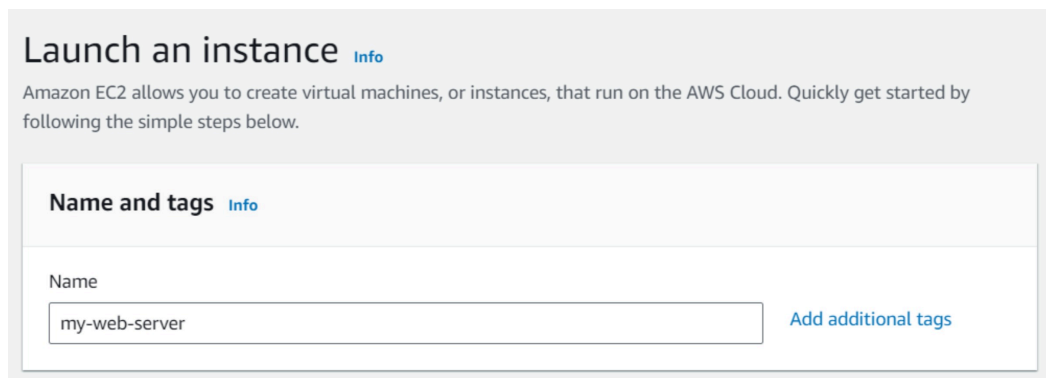 Launch an instance Info
Amazon EC2 allows you to create virtual machines, or instances, that run on the AWS Cloud. Quickly get started by
following the simple steps below.
Name and tags Info
Name
my-web-server Add additional tags